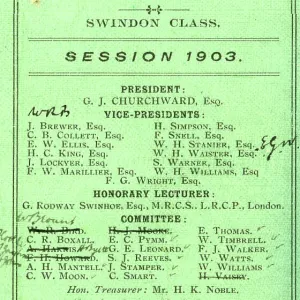 SWINDON CLASS.
SESSION 1903.
PRESIDENT:
G. J. CHURCHWARD, Esq.
VICE-PRESIDENTS:
J. BREWER, Esq. H. SIMPSON, Esq.
C. B. COLLETT, Esq. F. SNELL, Esq.
E. W. ELLIS, Esq. W. H. STANIER, Esq.
H. C. KING, Esq. W. H. WAISTER, Esq.
J. LOCKYER, Esq. S. WARNER, Esq.
W. H. WILLIAMS, Esq.
F. G. WRIGHT, Esq.
HONORARY LECTURER:
G. RODWAY SWINHOE, Esq., M.R.C.S., L.R.C.P., London.
COMMITTEE:
W. R. BIRD H. J. MOORE. E. THOMAS.
C. R. BOXALL. E. C. PYMM. W. TIMBRELL.
A. G. E. LEONARD. F. J. WALKER.
F. H. HOWARD. S. J. REEVES. W. WATTS.
A. H. MANTELL. J. STAMPER. W. WILLIAMS
C. W. MOON. C. SMART. H. VAISEY.
Hon. Treasurer: Mr. H. K. NOBLE.